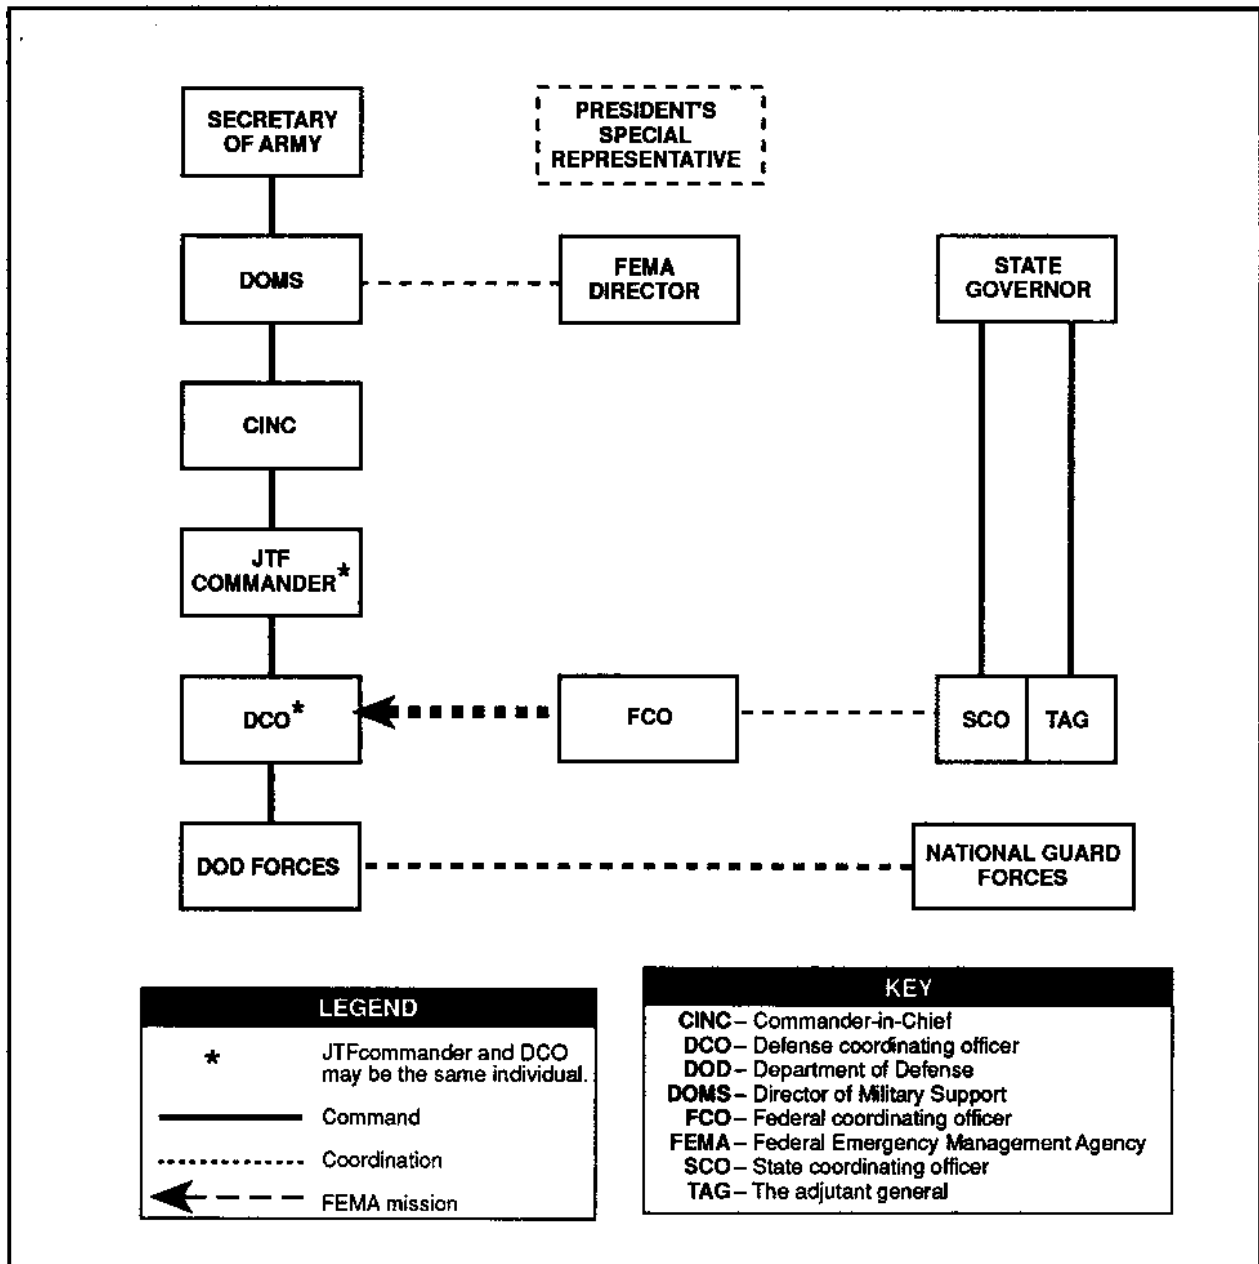 SECRETARY
OF ARMY
PRESIDENT'S
SPECIAL
REPRESENTATIVE
DOMS
FEMA
DIRECTOR
STATE
GOVERNOR
CINC
JTF
COMMANDER*
DCO*
FCO
SCO
TAG
DOD FORCES
NATIONAL GUARD
FORCES
LEGEND
* JTFcommander and DCO
may be the same individual.
Command
Coordination
FEMA mission
KEY
CINC – Commander-in-Chief
DCO – Defense coordinating officer
DOD – Department of Defense
DOMS – Director of Military Support
FCO – Federal coordinating officer
FEMA – Federal Emergency Management Agency
SCO – State coordinating officer
TAG – The adjutant general